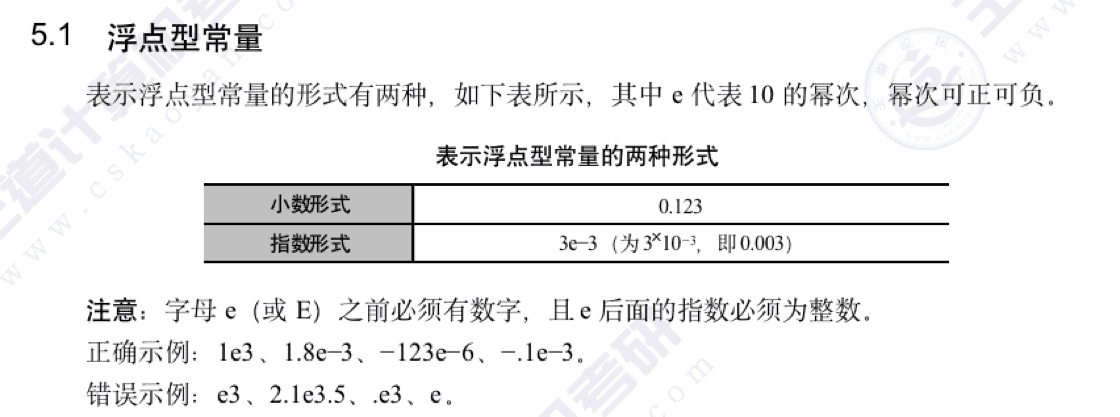 5.1 浮点型常量
表示浮点型常量的形式有两种，如下表所示，其中 e 代表 10 的幂次，幂次可正可负。
表示浮点型常量的两种形式
小数形式 0.123
指数形式 3e−3（为 3×10⁻³，即 0.003）
注意：字母 e（或 E）之前必须有数字，且 e 后面的指数必须为整数。
正确示例：1e3、1.8e−3、−123e−6、−.1e−3。
错误示例：e3、2.1e3.5、.e3、e。